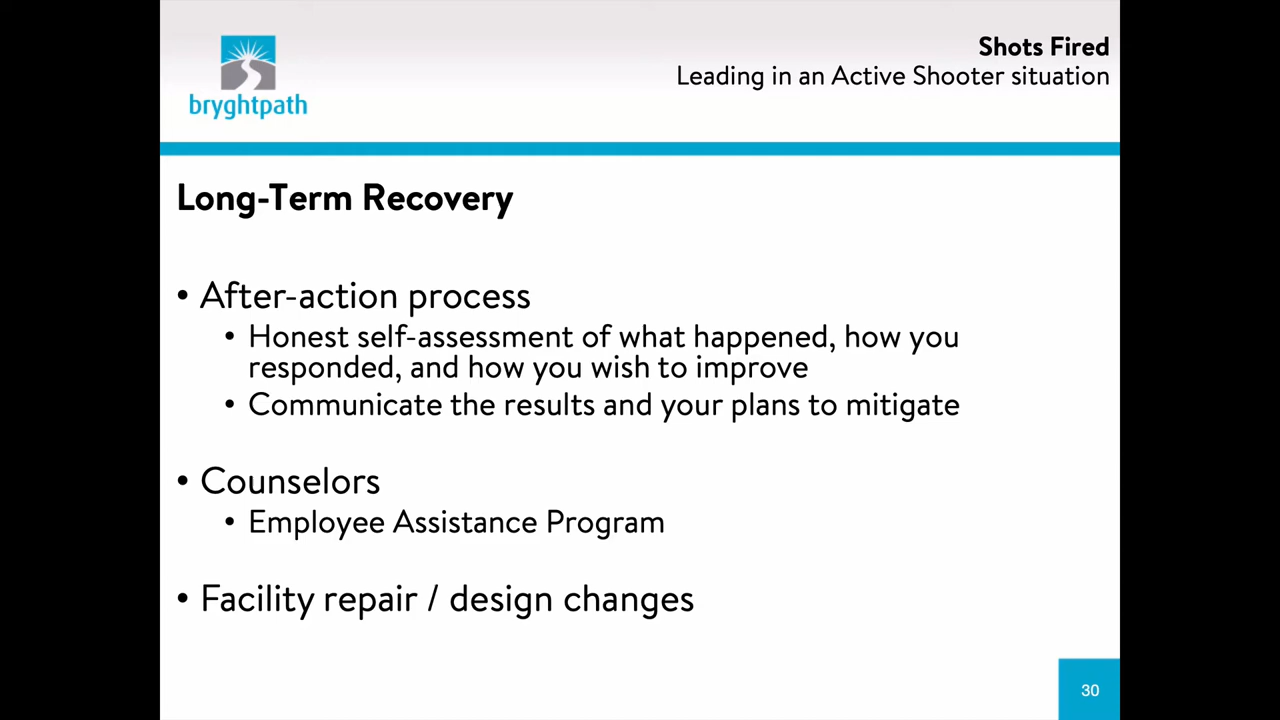 Shots Fired
Leading in an Active Shooter situation
bryghtpath
Long-Term Recovery
• After-action process
• Honest self-assessment of what happened, how you
responded, and how you wish to improve
• Communicate the results and your plans to mitigate
• Counselors
• Employee Assistance Program
• Facility repair / design changes
30